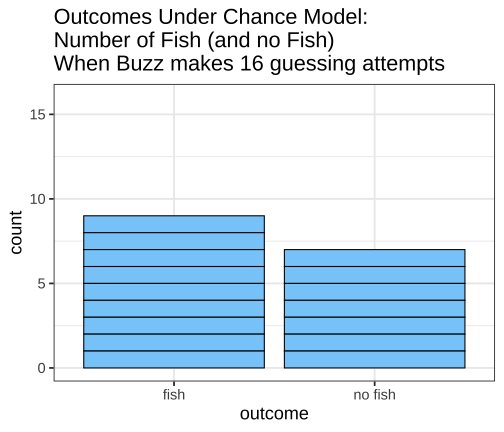 Outcomes Under Chance Model:
Number of Fish (and no Fish)
When Buzz makes 16 guessing attempts
count
15
10
5
0
fish no fish
outcome